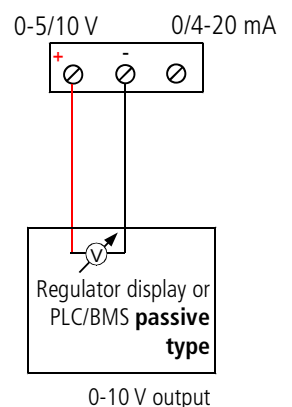 0-5/10 V 0/4-20 mA
+ -
V
Regulator display or
PLC/BMS passive
type
0-10 V output